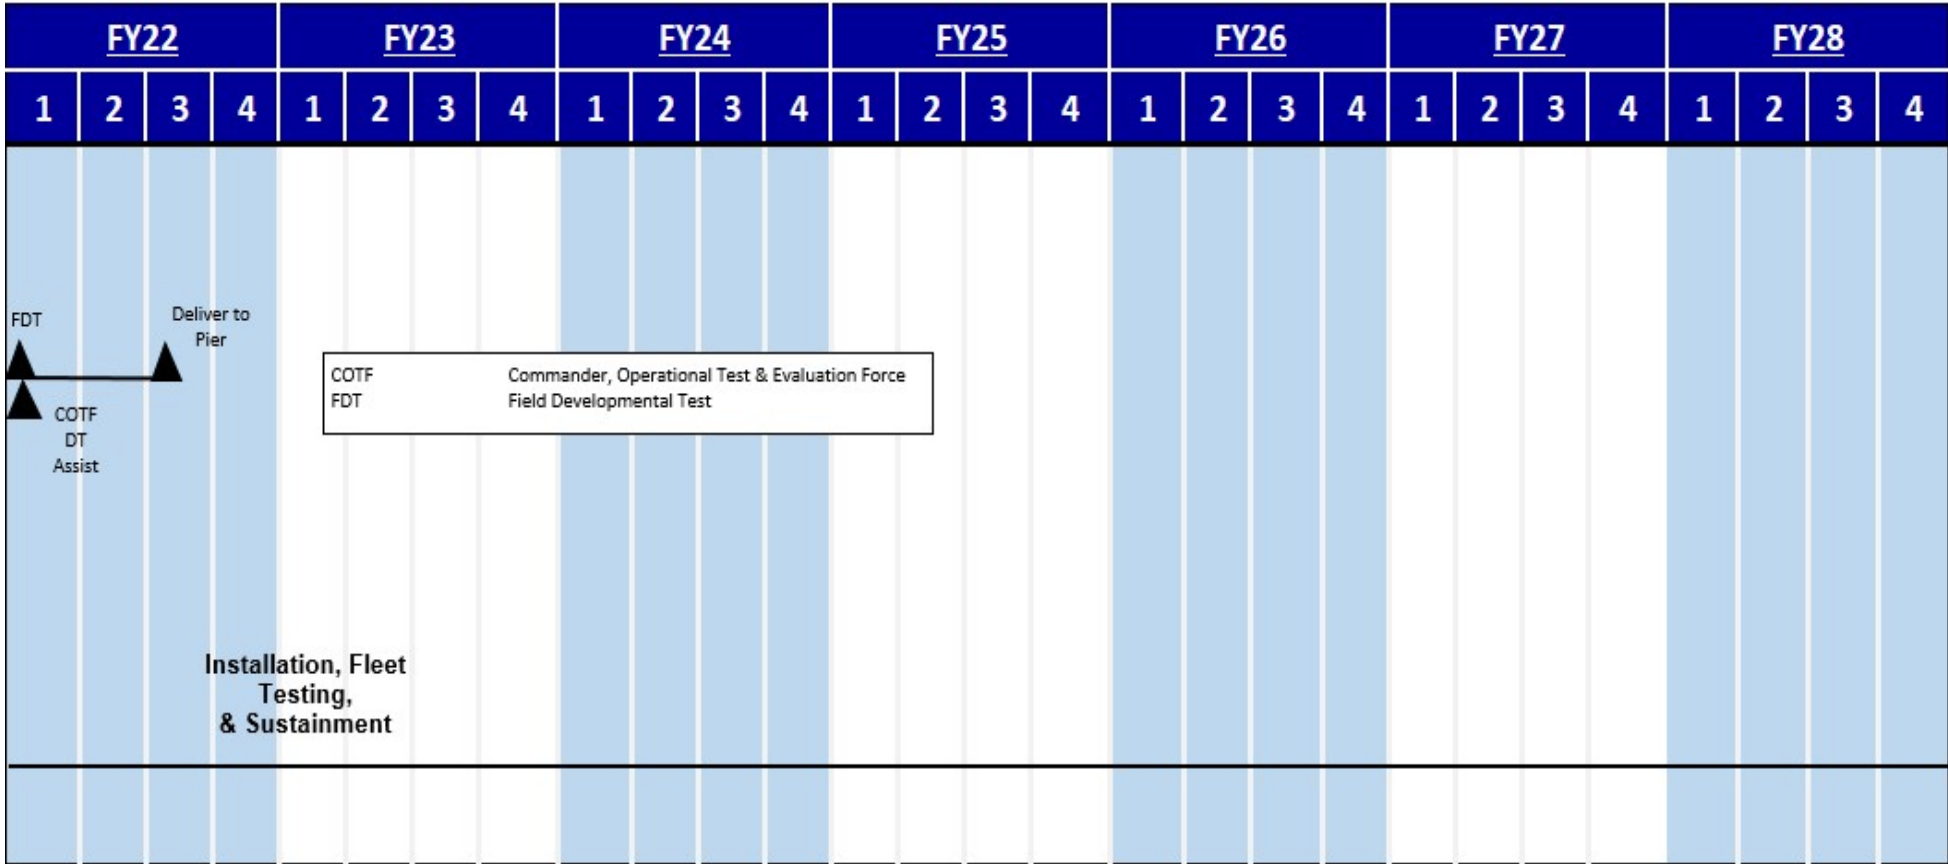 FY22 FY23 FY24 FY25 FY26 FY27 FY28
1 2 3 4 1 2 3 4 1 2 3 4 1 2 3 4 1 2 3 4 1 2 3 4 1 2 3 4
FDT
Deliver to
Pier
COTF
DT
Assist
COTF Commander, Operational Test & Evaluation Force
FDT Field Developmental Test
Installation, Fleet
Testing,
& Sustainment